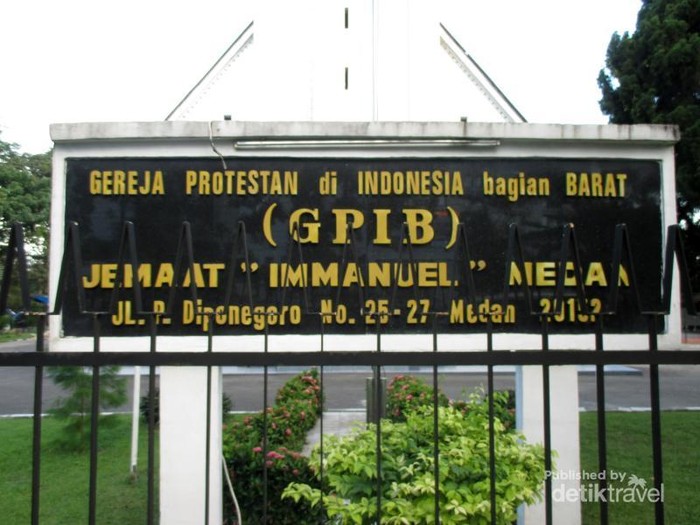 GEREJA PROTESTAN di INDONESIA bagian BARAT
(GPIB)
JEMAAT "IMMANUEL" MEDAN
JL. P. Diponegoro No. 25-27 Medan 20152
Published by
detiktravel